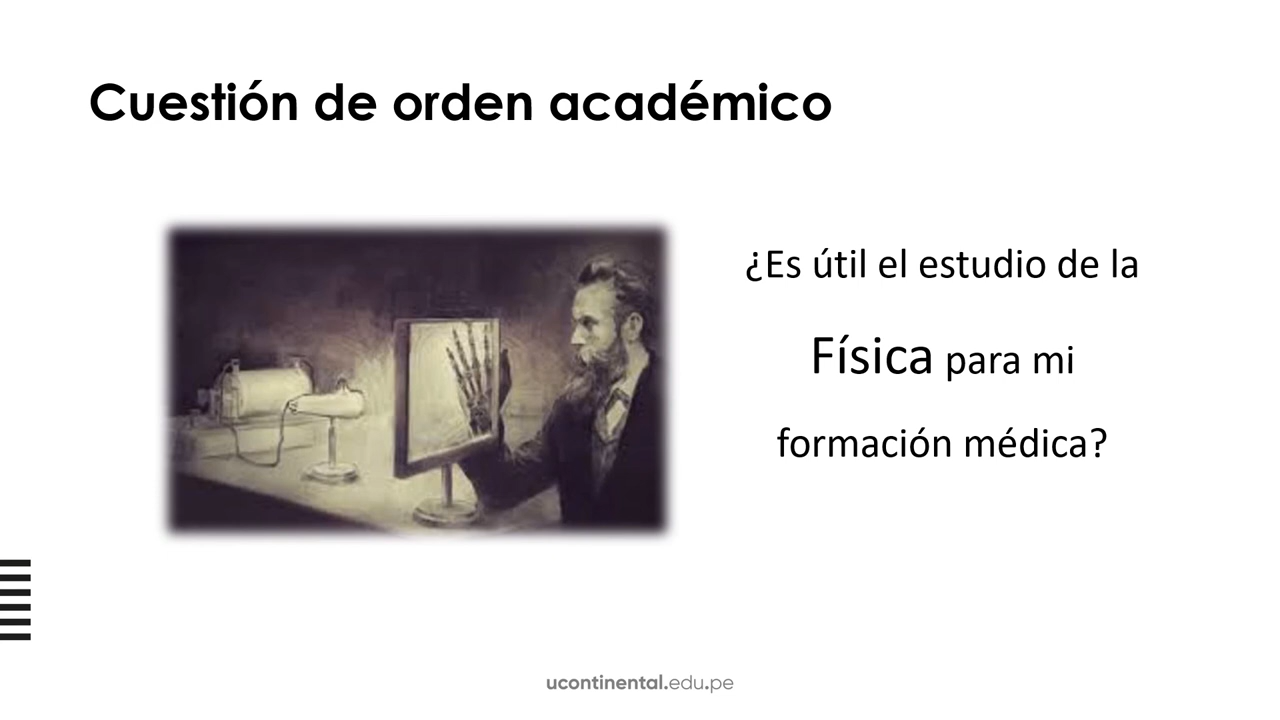 Cuestión de orden académico
¿Es útil el estudio de la
Física para mi
formación médica?
ucontinental.edu.pe